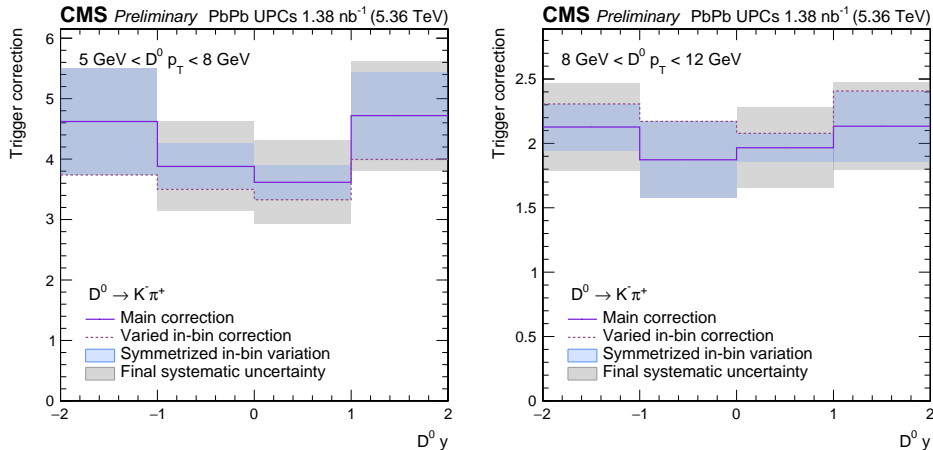 CMS Preliminary PbPb UPCs 1.38 nb⁻¹ (5.36 TeV)
5 GeV < D⁰ p_T < 8 GeV
Trigger correction
6
5
4
3
2
1
0
D⁰ → K⁻π⁺
Main correction
Varied in-bin correction
Symmetrized in-bin variation
Final systematic uncertainty
−2 −1 0 1 2
D⁰ y
CMS Preliminary PbPb UPCs 1.38 nb⁻¹ (5.36 TeV)
8 GeV < D⁰ p_T < 12 GeV
Trigger correction
2.5
2
1.5
1
0.5
0
D⁰ → K⁻π⁺
Main correction
Varied in-bin correction
Symmetrized in-bin variation
Final systematic uncertainty
−2 −1 0 1 2
D⁰ y